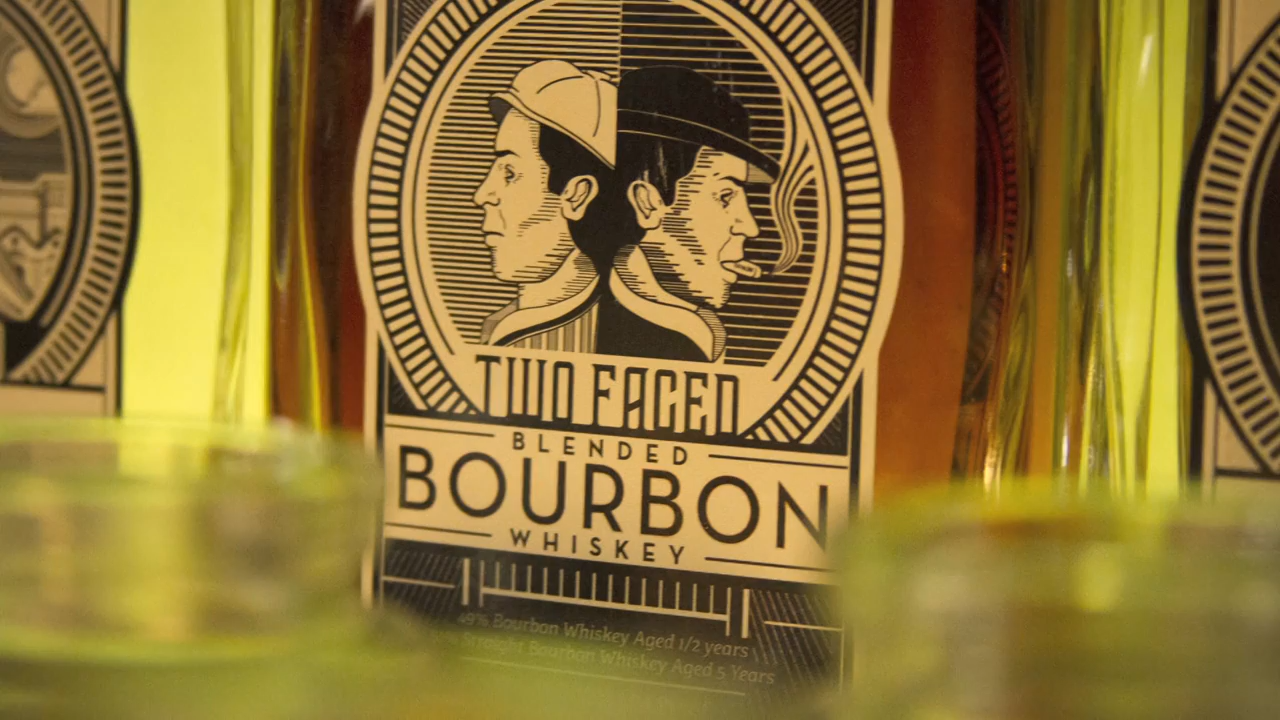 TWO FACED
BLENDED
BOURBON
WHISKEY
49% Bourbon Whiskey Aged 1/2 years
Straight Bourbon Whiskey Aged 5 Years